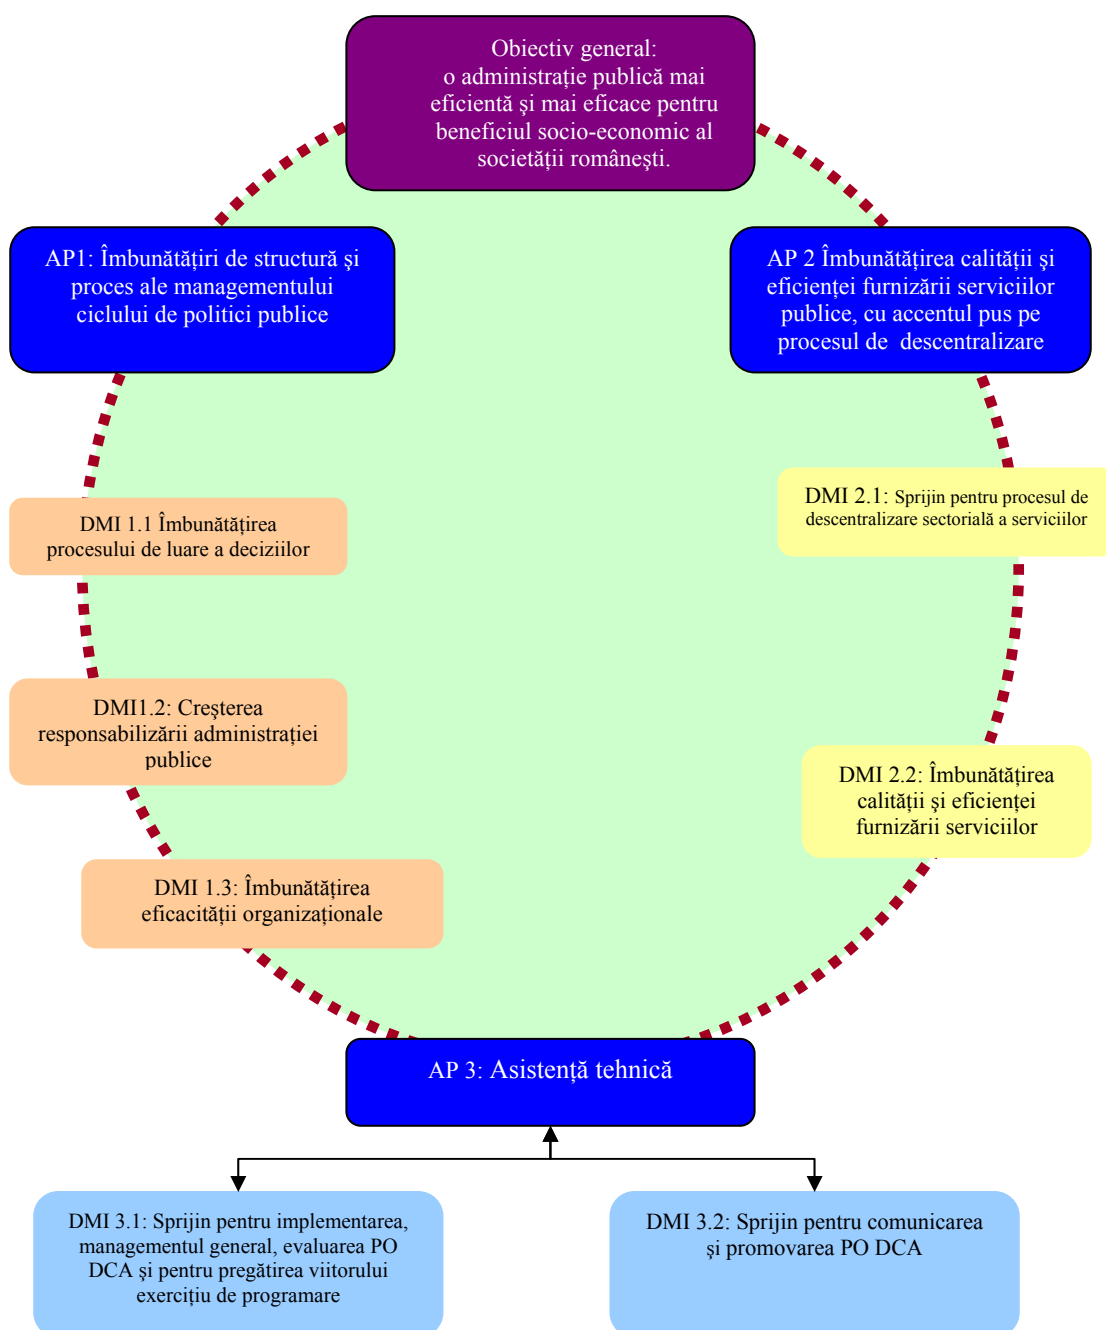 Obiectiv general:
o administrație publică mai
eficientă şi mai eficace pentru
beneficiul socio-economic al
societății româneşti.
AP1: Îmbunătățiri de structură şi
proces ale managementului
ciclului de politici publice
AP 2 Îmbunătățirea calității şi
eficienței furnizării serviciilor
publice, cu accentul pus pe
procesul de descentralizare
DMI 1.1 Îmbunătățirea
procesului de luare a deciziilor
DMI 2.1: Sprijin pentru procesul de
descentralizare sectorială a serviciilor
DMI1.2: Creşterea
responsabilizării administrației
publice
DMI 2.2: Îmbunătățirea
calității şi eficienței
furnizării serviciilor
DMI 1.3: Îmbunătățirea
eficacității organizaționale
AP 3: Asistență tehnică
DMI 3.1: Sprijin pentru implementarea,
managementul general, evaluarea PO
DCA şi pentru pregătirea viitorului
exercițiu de programare
DMI 3.2: Sprijin pentru comunicarea
şi promovarea PO DCA